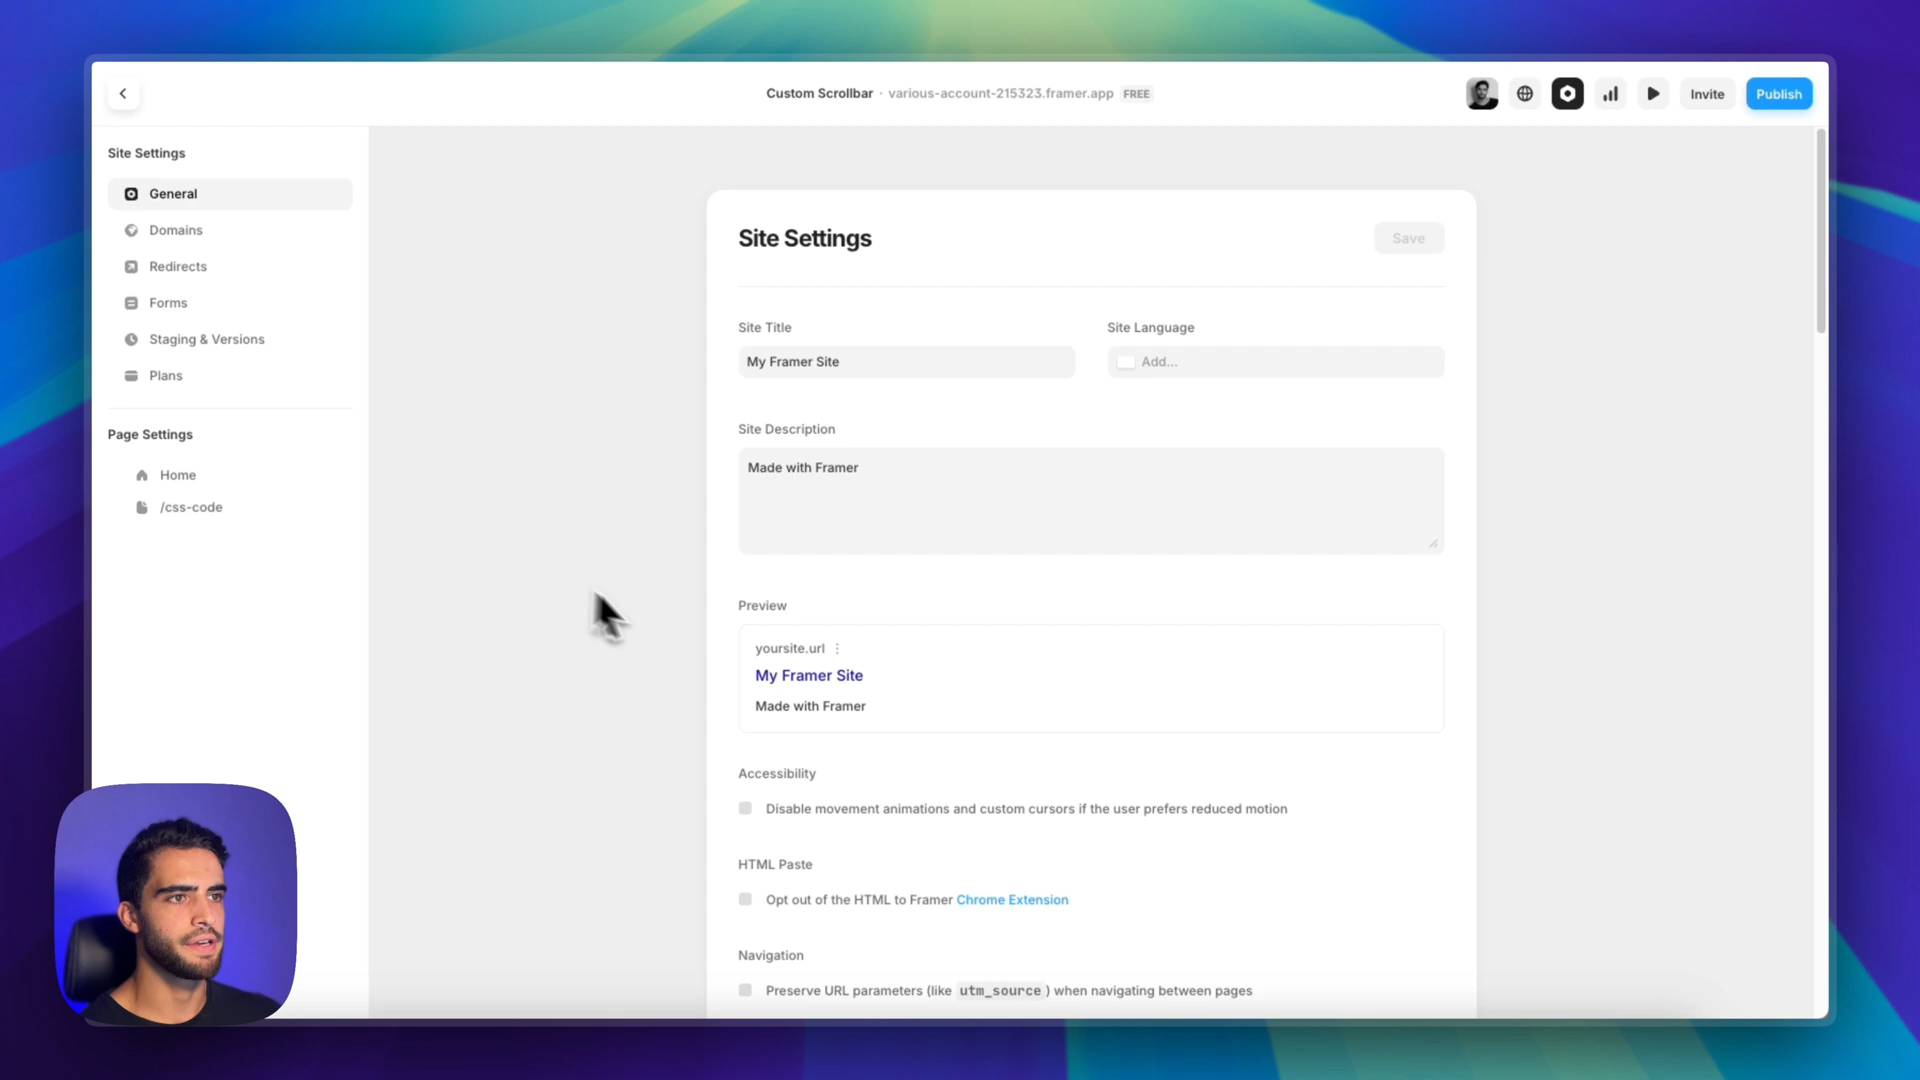 Custom Scrollbar · various-account-215323.framer.app FREE
Invite
Publish
Site Settings
General
Domains
Redirects
Forms
Staging & Versions
Plans
Page Settings
Home
/css-code
Site Settings
Save
Site Title
Site Language
My Framer Site
Add...
Site Description
Made with Framer
Preview
yoursite.url
My Framer Site
Made with Framer
Accessibility
Disable movement animations and custom cursors if the user prefers reduced motion
HTML Paste
Opt out of the HTML to Framer Chrome Extension
Navigation
Preserve URL parameters (like utm_source) when navigating between pages